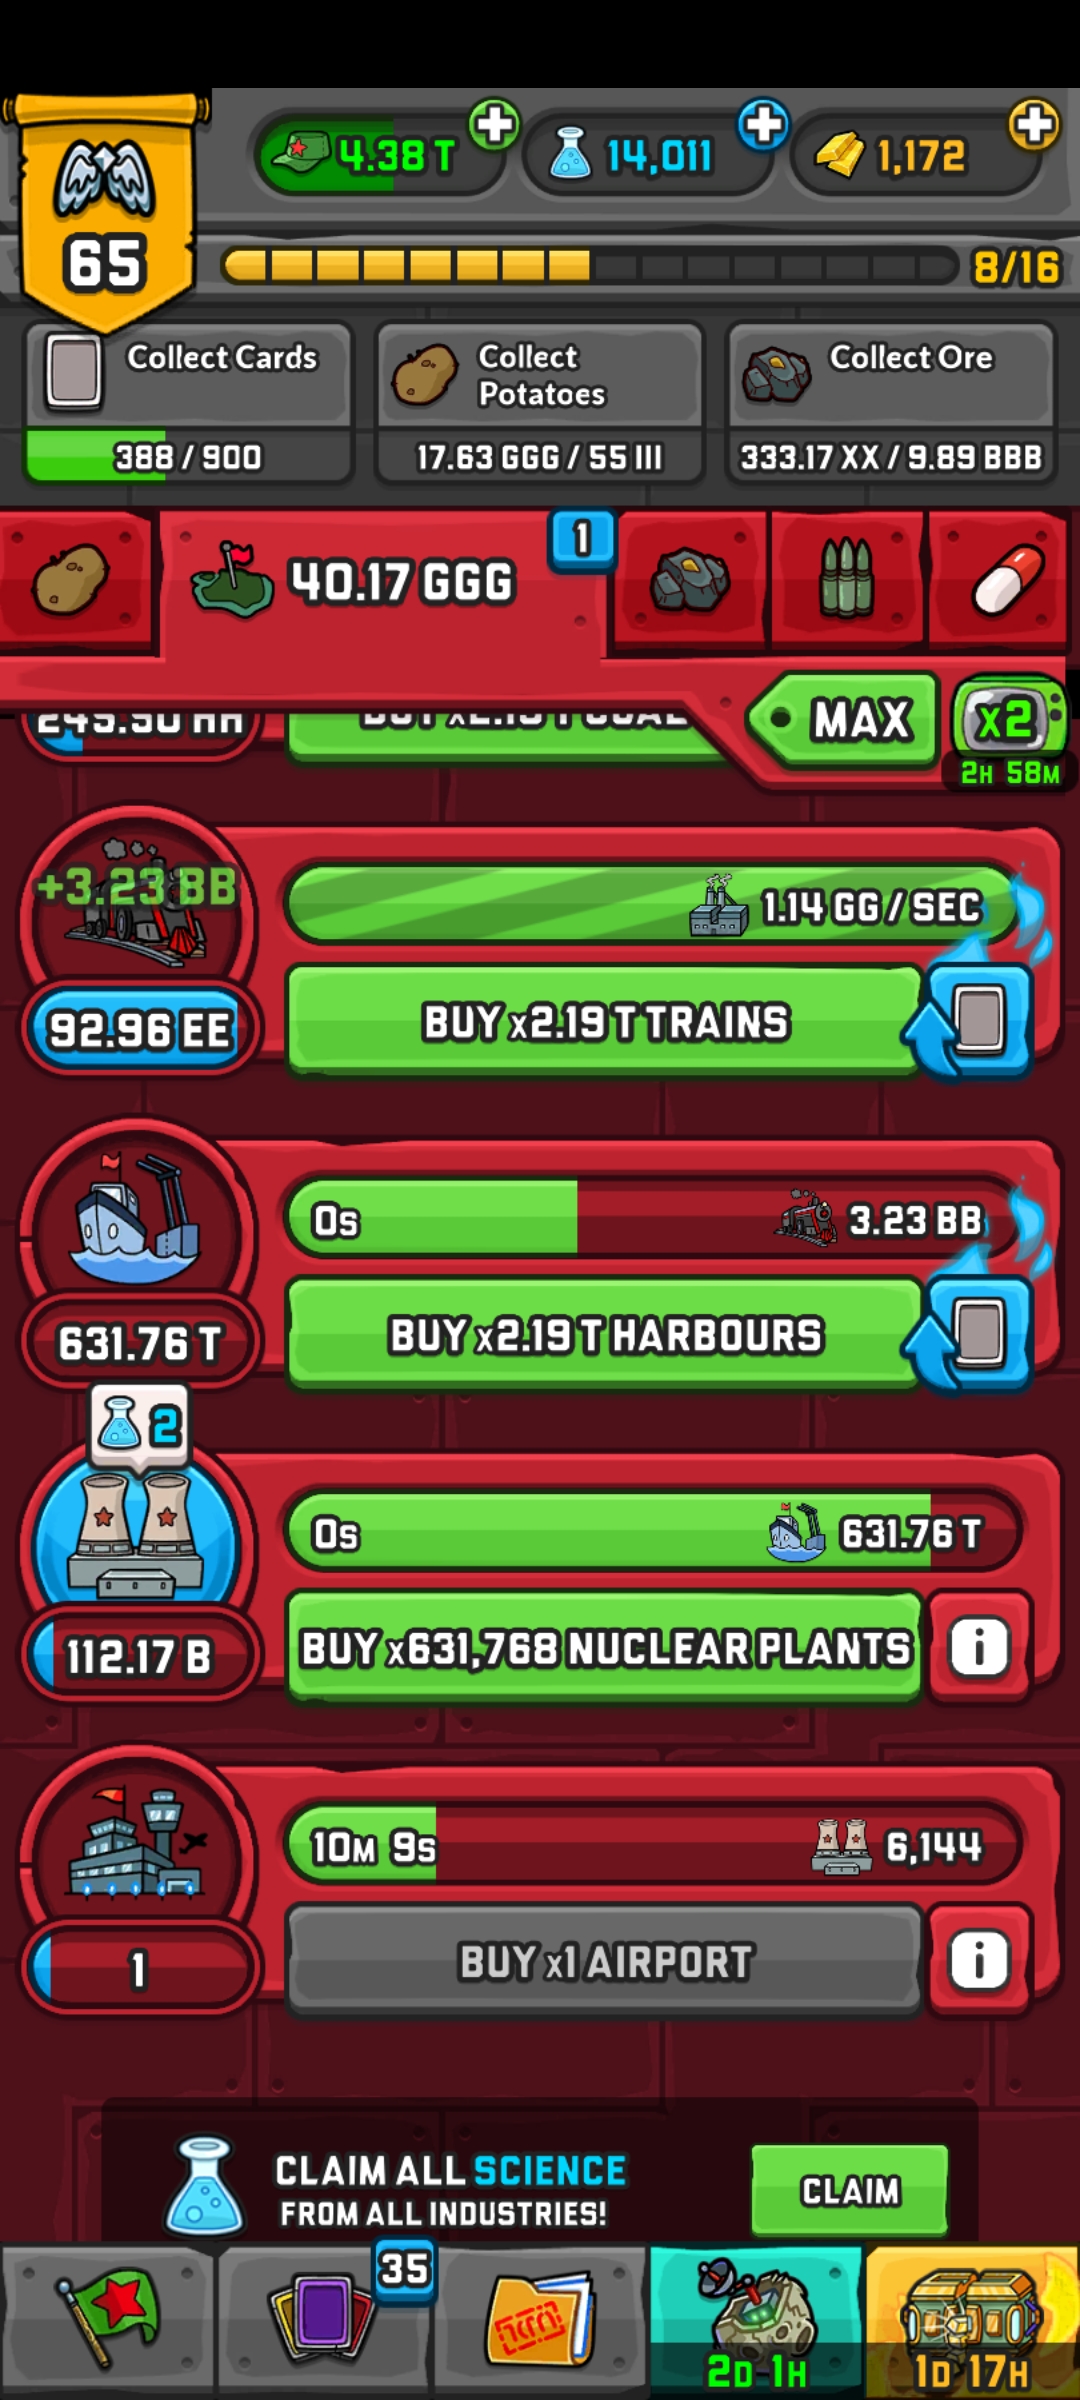 4.38 T
14,011
1,172
65
8/16
Collect Cards
388 / 900
Collect
Potatoes
17.63 GGG / 55 III
Collect Ore
333.17 XX / 9.89 BBB
40.17 GGG
1
MAX
x2
2H 58M
+3.23 BB
1.14 GG / SEC
92.96 EE
BUY x2.19 T TRAINS
0s
3.23 BB
631.76 T
BUY x2.19 T HARBOURS
2
0s
631.76 T
112.17 B
BUY x631,768 NUCLEAR PLANTS
10M 9s
6,144
1
BUY x1 AIRPORT
CLAIM ALL SCIENCE
FROM ALL INDUSTRIES!
CLAIM
35
2D 1H
1D 17H